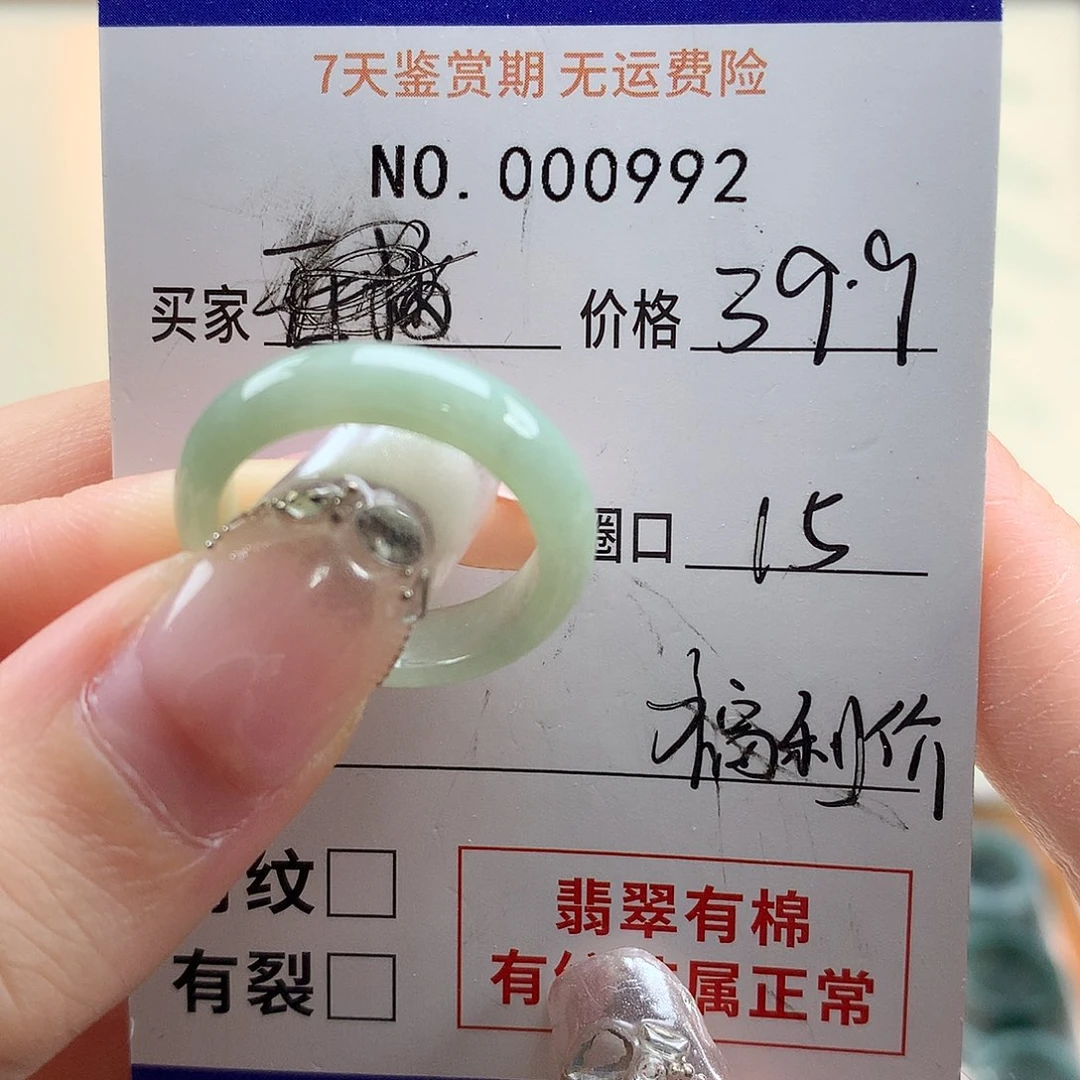 7天鉴赏期 无运费险
NO. 000992
买家 价格 39.9
圈口 15
福利价
纹
翡翠有棉
有裂
有 属正常